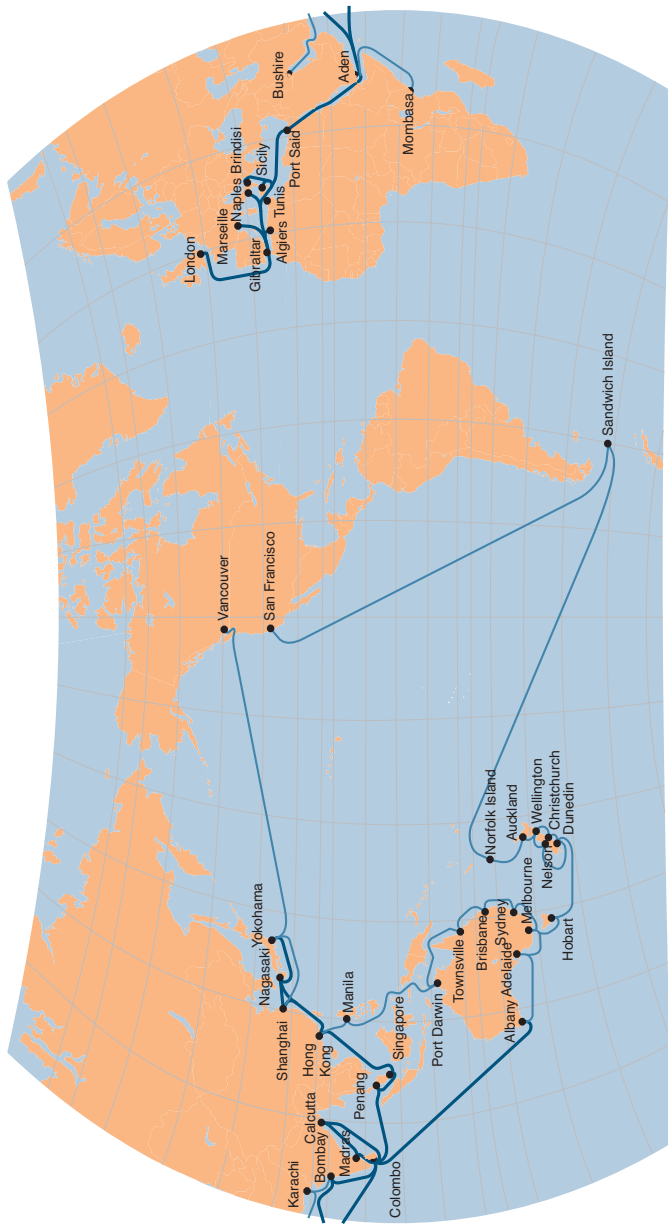 Karachi
Bombay
Calcutta
Madras
Colombo
Penang
Singapore
Shanghai
Hong
Kong
Nagasaki
Yokohama
Manila
Port Darwin
Townsville
Brisbane
Sydney
Melbourne
Adelaide
Albany
Hobart
Norfolk Island
Auckland
Wellington
Christchurch
Nelson
Dunedin
Vancouver
San Francisco
Sandwich Island
London
Marseille
Naples
Brindisi
Sicily
Gibraltar
Algiers
Tunis
Port Said
Bushire
Aden
Mombasa